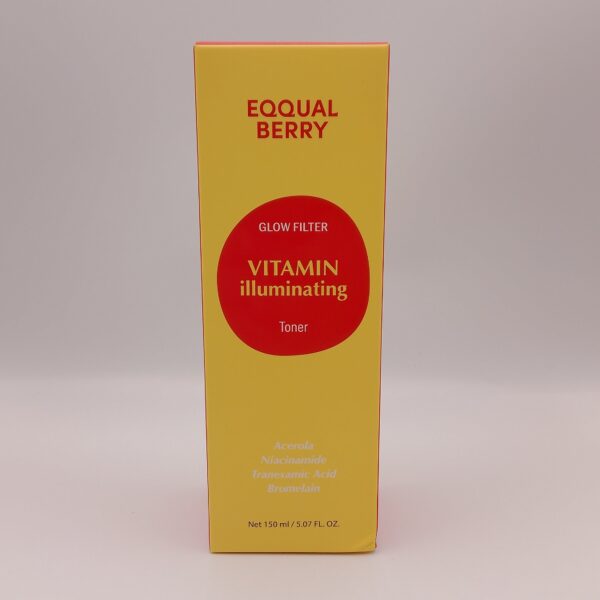 EQQUAL
BERRY
GLOW FILTER
VITAMIN
illuminating
Toner
Acerola
Niacinamide
Tranexamic Acid
Bromelain
Net 150 ml / 5.07 FL. OZ.